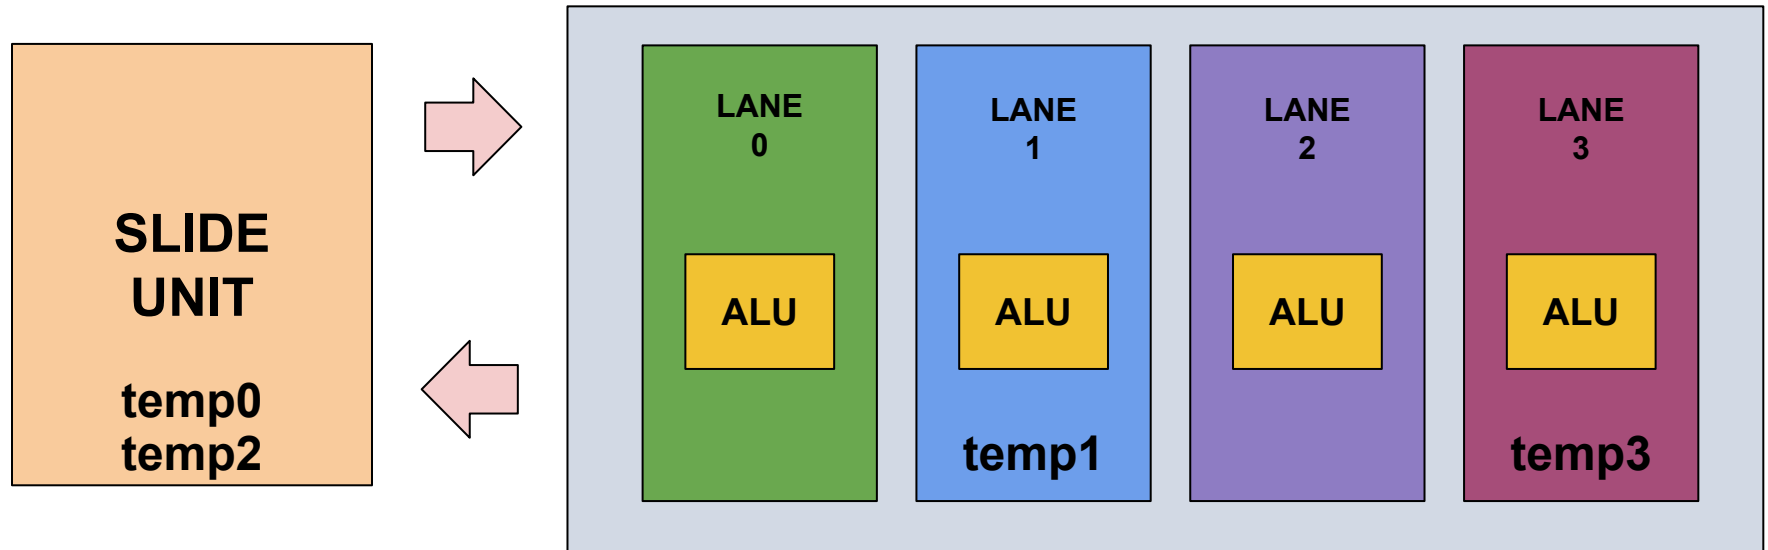 SLIDE
UNIT
temp0
temp2
LANE
0
ALU
LANE
1
ALU
temp1
LANE
2
ALU
LANE
3
ALU
temp3